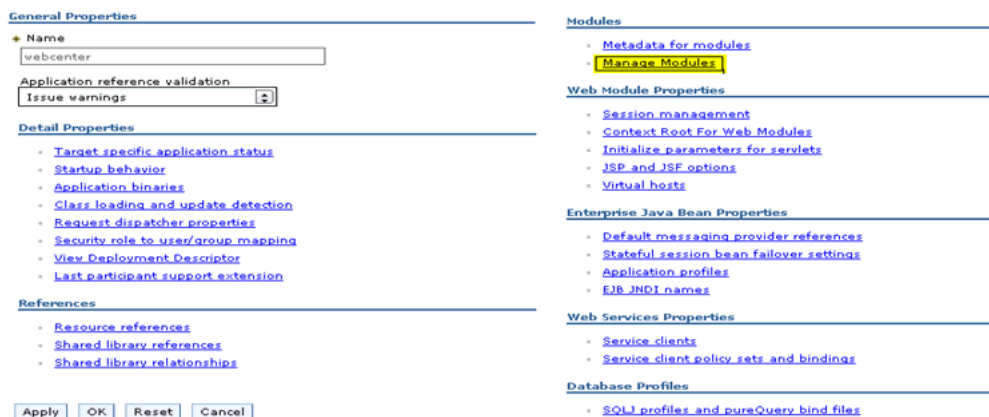 General Properties
Name
webcenter
Application reference validation
Issue warnings
Detail Properties
Target specific application status
Startup behavior
Application binaries
Class loading and update detection
Request dispatcher properties
Security role to user/group mapping
View Deployment Descriptor
Last participant support extension
References
Resource references
Shared library references
Shared library relationships
Apply OK Reset Cancel
Modules
Metadata for modules
Manage Modules
Web Module Properties
Session management
Context Root For Web Modules
Initialize parameters for servlets
JSP and JSF options
Virtual hosts
Enterprise Java Bean Properties
Default messaging provider references
Stateful session bean failover settings
Application profiles
EJB JNDI names
Web Services Properties
Service clients
Service client policy sets and bindings
Database Profiles
SQLJ profiles and pureQuery bind files